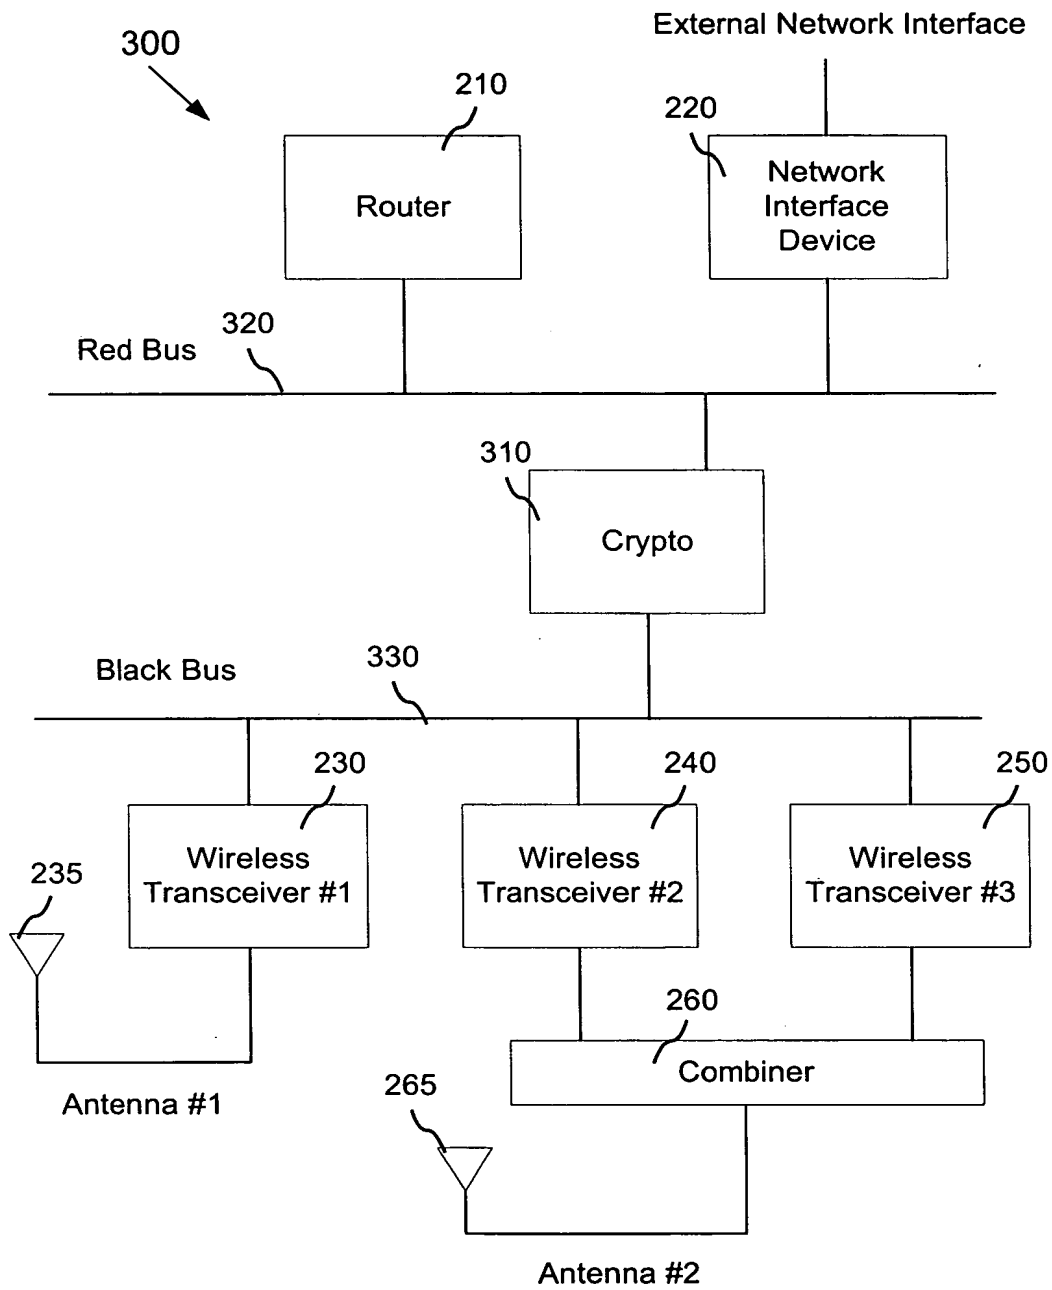 External Network Interface
300
210
220
Router
Network
Interface
Device
320
Red Bus
310
Crypto
Black Bus
330
230
240
250
Wireless
Transceiver #1
Wireless
Transceiver #2
Wireless
Transceiver #3
235
260
Combiner
Antenna #1
265
Antenna #2